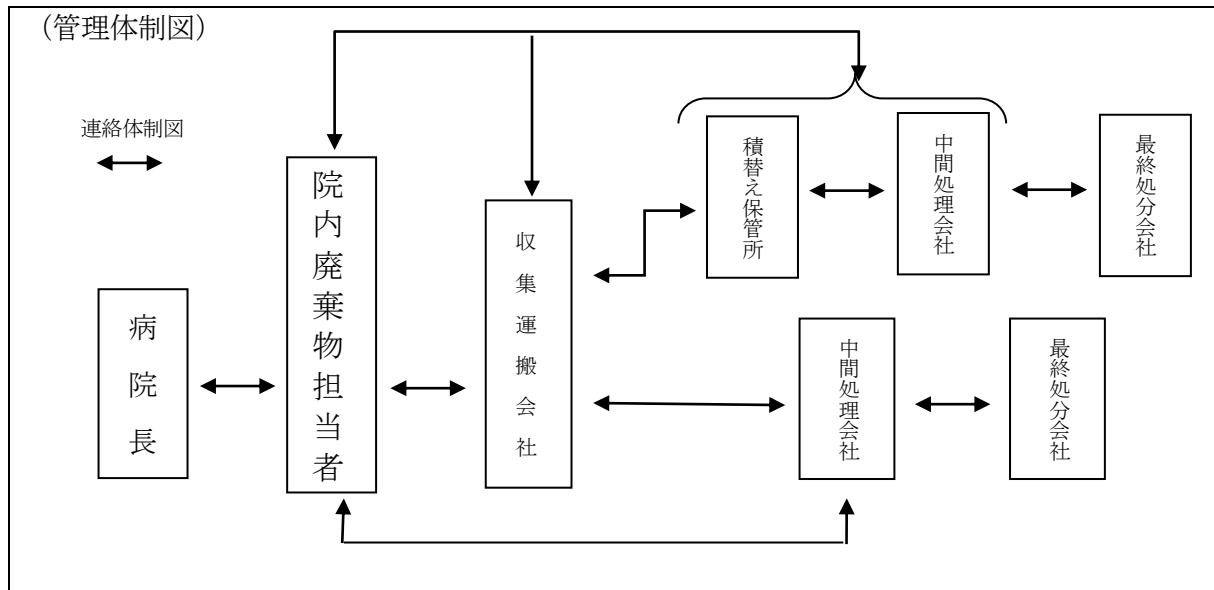 （管理体制図）
連絡体制図
病院長
院内廃棄物担当者
収集運搬会社
積替え保管所
中間処理会社
最終処分会社
中間処理会社
最終処分会社